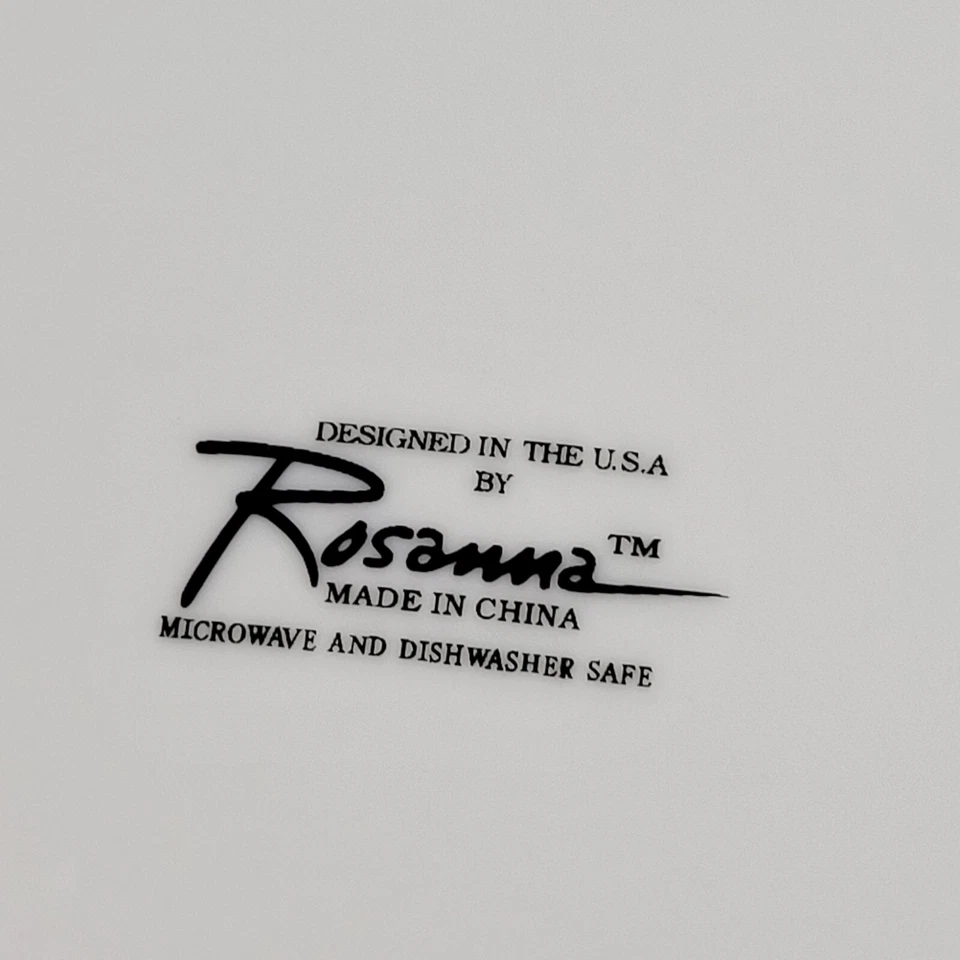 DESIGNED IN THE U.S.A
BY
Rosanna™
MADE IN CHINA
MICROWAVE AND DISHWASHER SAFE